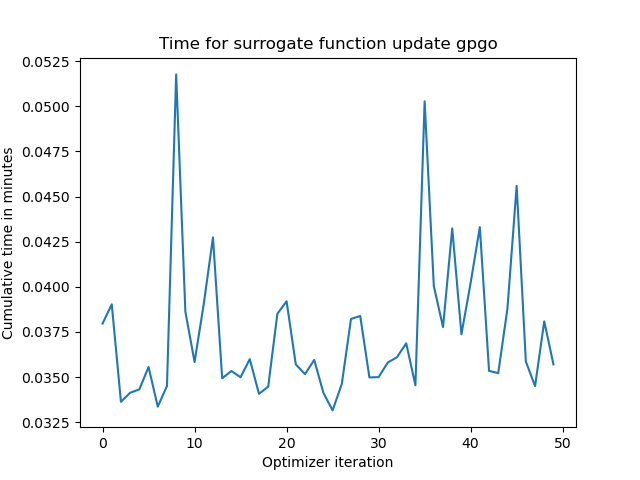 Time for surrogate function update gpgo
Cumulative time in minutes
0.0525
0.0500
0.0475
0.0450
0.0425
0.0400
0.0375
0.0350
0.0325
0 10 20 30 40 50
Optimizer iteration